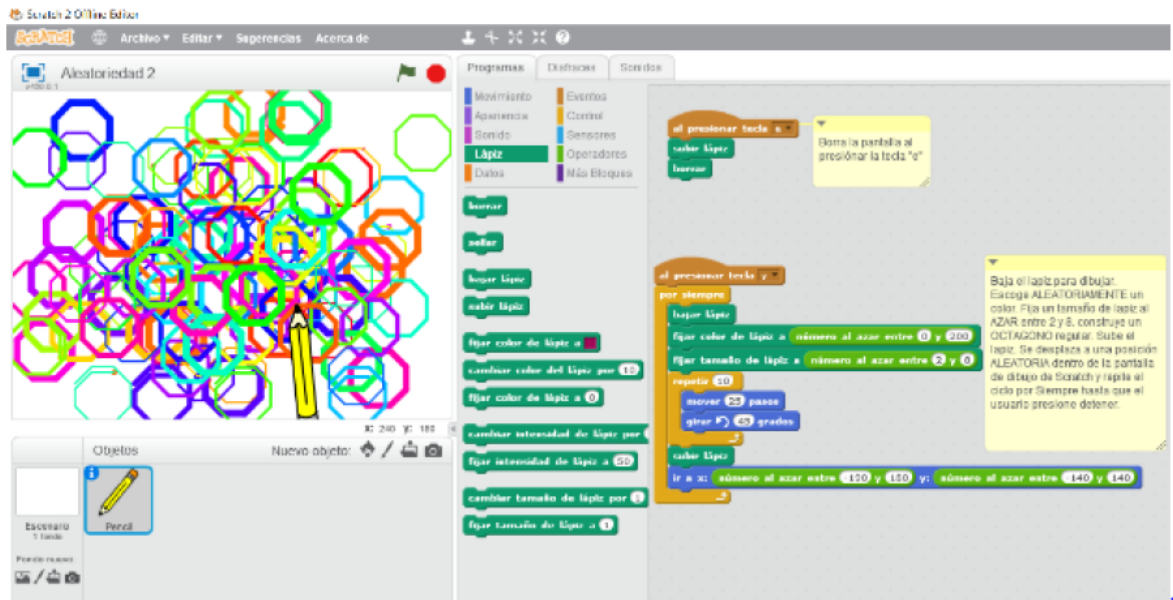 Scratch 2 Offline Editor
SCRATCH Archivo Editar Sugerencias Acerca de
Aleatoriedad 2
v460.0.1
Programas Disfraces Sonidos
Movimiento Eventos
Apariencia Control
Sonido Sensores
Lápiz Operadores
Datos Más Bloques
borrar
sellar
bajar lápiz
subir lápiz
fijar color de lápiz a
cambiar color del lápiz por 10
fijar color de lápiz a 0
cambiar intensidad de lápiz por
fijar intensidad de lápiz a 50
cambiar tamaño de lápiz por 1
fijar tamaño de lápiz a 1
al presionar tecla
subir lápiz
borrar
Borra la pantalla al
presiónar la tecla "e"
al presionar tecla y
por siempre
bajar lápiz
fijar color de lápiz a número al azar entre 0 y 200
fijar tamaño de lápiz a número al azar entre 2 y 8
repetir 10
mover 25 pasos
girar 45 grados
subir lápiz
ir a x: número al azar entre y 180 y: número al azar entre -140 y 140
Baja el lapiz para dibujar.
Escoge ALEATORIAMENTE un
color. Fija un tamaño de lapiz al
AZAR entre 2 y 8. construye un
OCTAGONO regular. Sube el
lapiz. Se desplaza a una posición
ALEATORIA dentro de la pantalla
de dibujo de Scratch y repite el
ciclo por Siempre hasta que el
usuario presione detener.
x: 240 y: 180
Objetos Nuevo objeto:
Pencil
Escenario
1 fondo
Fondo nuevo